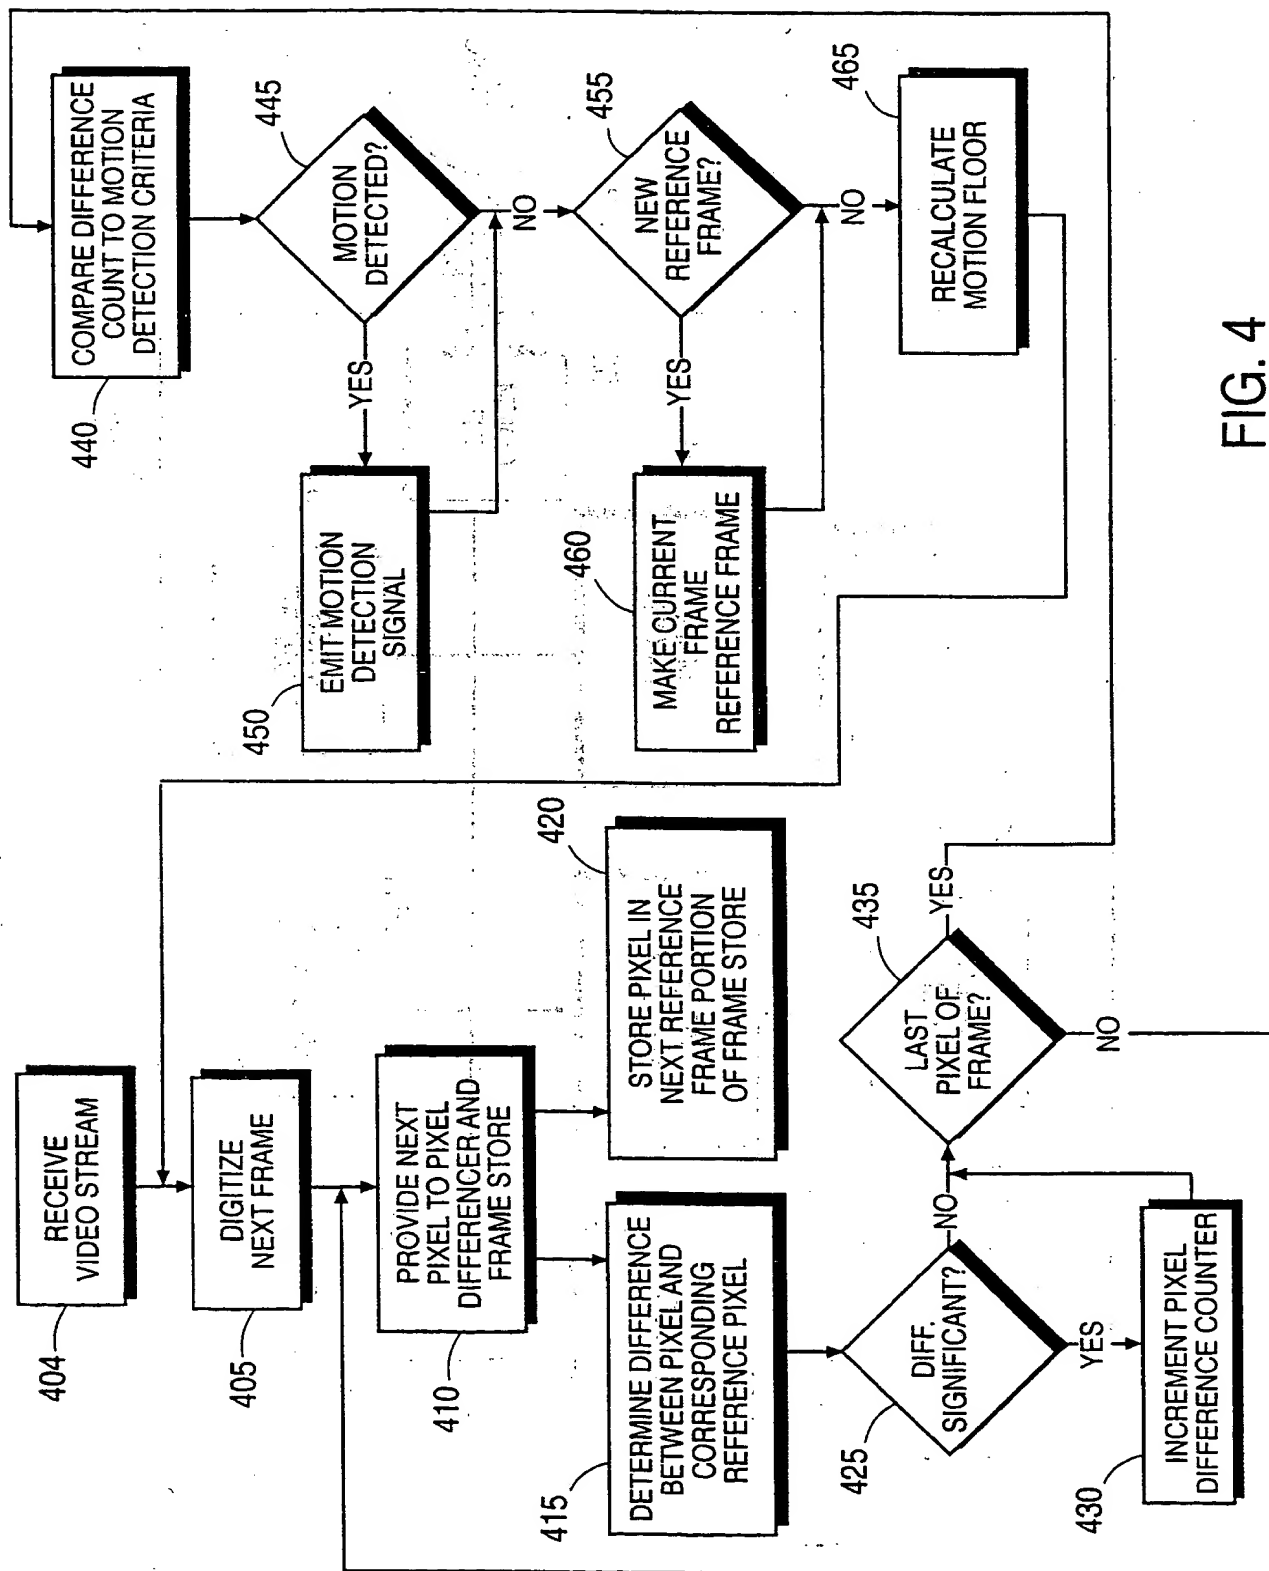 RECEIVE
VIDEO STREAM
404
DIGITIZE
NEXT FRAME
405
PROVIDE NEXT
PIXEL TO PIXEL
DIFFERENCER AND
FRAME STORE
410
DETERMINE DIFFERENCE
BETWEEN PIXEL AND
CORRESPONDING
REFERENCE PIXEL
415
STORE PIXEL IN
NEXT REFERENCE
FRAME PORTION
OF FRAME STORE
420
DIFF.
SIGNIFICANT?
425
NO
YES
INCREMENT PIXEL
DIFFERENCE COUNTER
430
LAST
PIXEL OF
FRAME?
435
YES
NO
COMPARE DIFFERENCE
COUNT TO MOTION
DETECTION CRITERIA
440
MOTION
DETECTED?
445
YES
NO
EMIT MOTION
DETECTION
SIGNAL
450
NEW
REFERENCE
FRAME?
455
YES
NO
MAKE CURRENT
FRAME
REFERENCE FRAME
460
RECALCULATE
MOTION FLOOR
465
FIG. 4